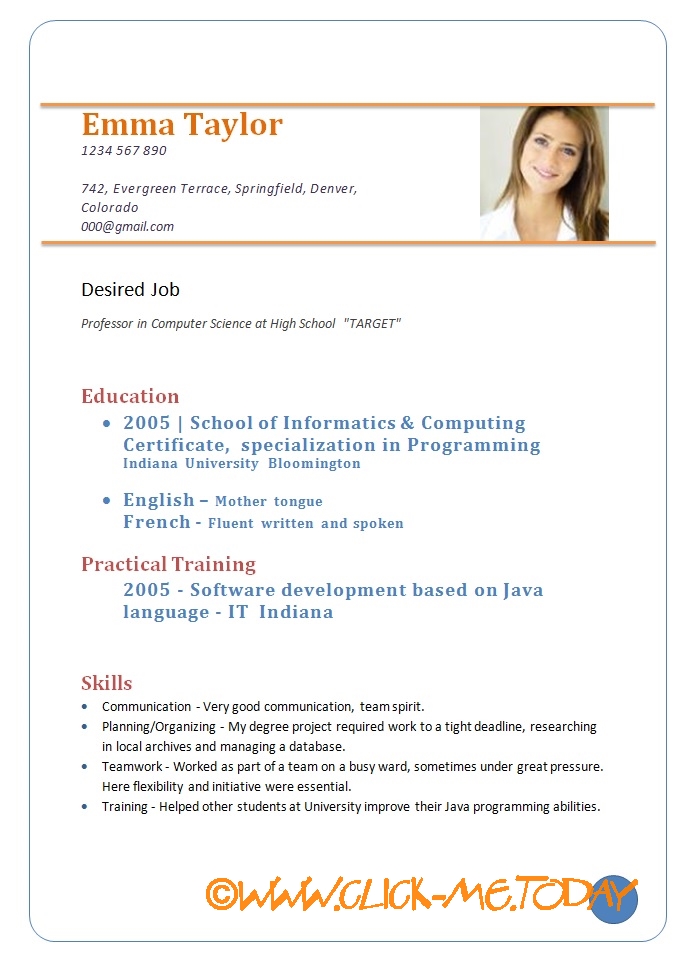 Emma Taylor
1234 567 890
742, Evergreen Terrace, Springfield, Denver,
Colorado
000@gmail.com
Desired Job
Professor in Computer Science at High School "TARGET"
Education
• 2005 | School of Informatics & Computing
Certificate, specialization in Programming
Indiana University Bloomington
• English – Mother tongue
French - Fluent written and spoken
Practical Training
2005 - Software development based on Java
language - IT Indiana
Skills
• Communication - Very good communication, team spirit.
• Planning/Organizing - My degree project required work to a tight deadline, researching
in local archives and managing a database.
• Teamwork - Worked as part of a team on a busy ward, sometimes under great pressure.
Here flexibility and initiative were essential.
• Training - Helped other students at University improve their Java programming abilities.
©WWW.CLICK-ME.TODAY